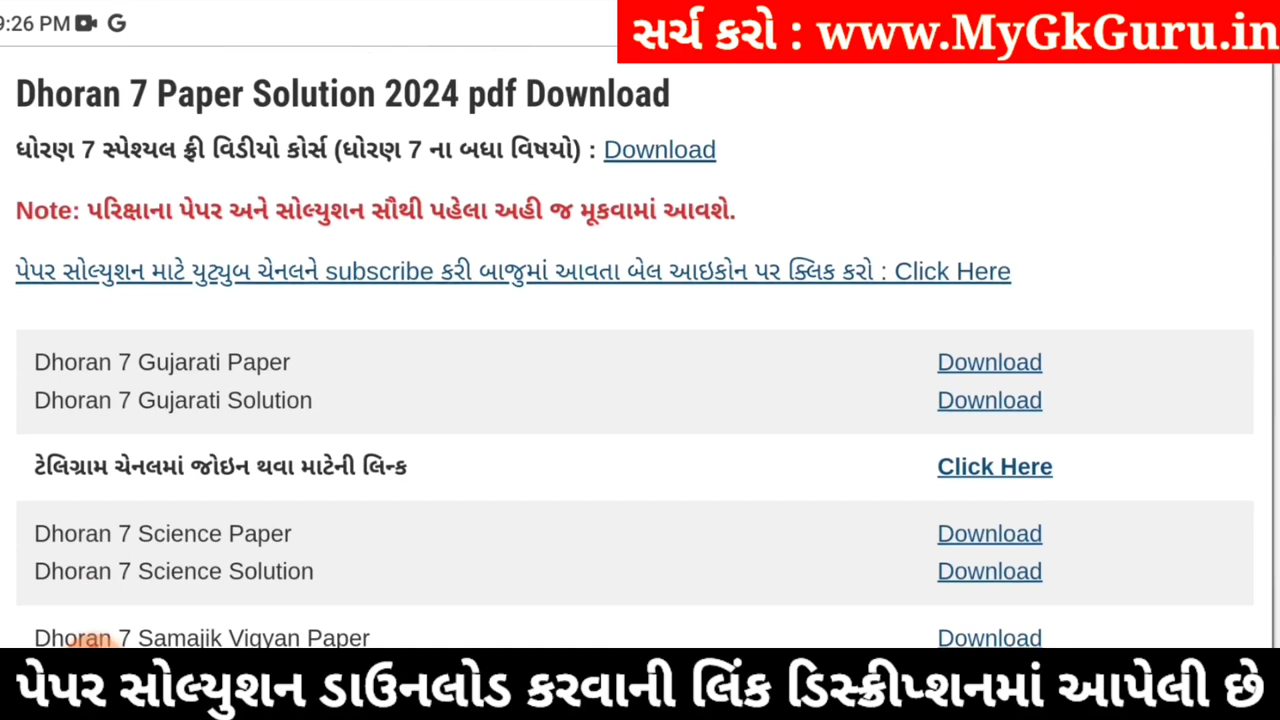 9:26 PM G
સર્ચ કરો : www.MyGkGuru.in
Dhoran 7 Paper Solution 2024 pdf Download
ધોરણ 7 સ્પેશ્યલ ફ્રી વિડીયો કોર્સ (ધોરણ 7 ના બધા વિષયો) : Download
Note: પરિક્ષાના પેપર અને સોલ્યુશન સૌથી પહેલા અહી જ મૂકવામાં આવશે.
પેપર સોલ્યુશન માટે યુટ્યુબ ચેનલને subscribe કરી બાજુમાં આવતા બેલ આઇકોન પર ક્લિક કરો : Click Here
Dhoran 7 Gujarati Paper Download
Dhoran 7 Gujarati Solution Download
ટેલિગ્રામ ચેનલમાં જોઇન થવા માટેની લિન્ક Click Here
Dhoran 7 Science Paper Download
Dhoran 7 Science Solution Download
Dhoran 7 Samajik Vigyan Paper Download
પેપર સોલ્યુશન ડાઉનલોડ કરવાની લિંક ડિસ્ક્રીપ્શનમાં આપેલી છે